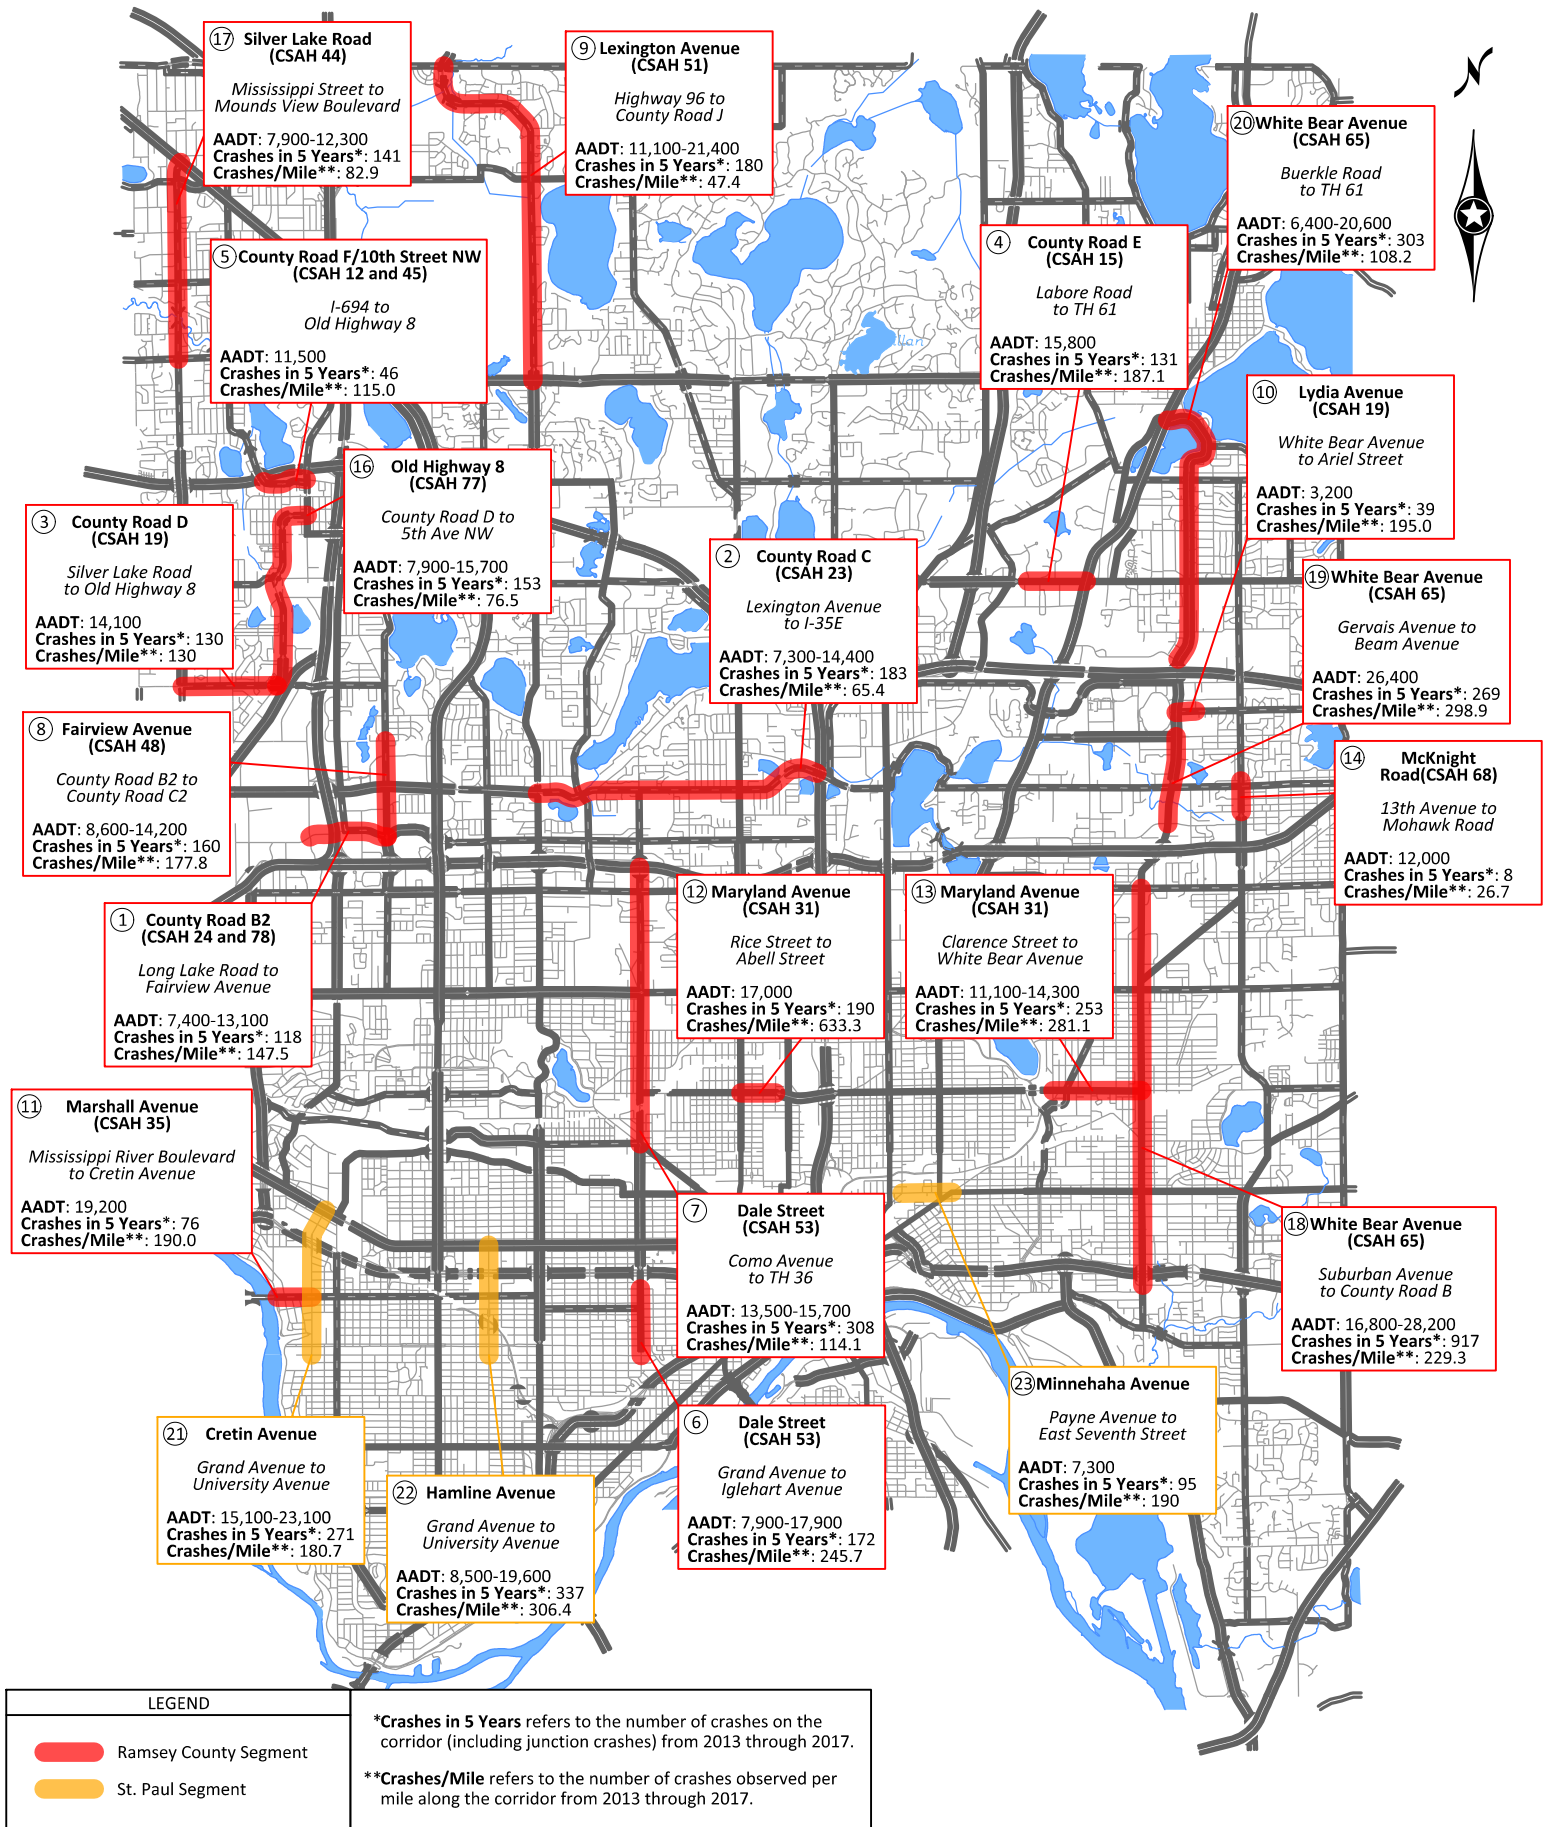 17 Silver Lake Road
(CSAH 44)
Mississippi Street to
Mounds View Boulevard
AADT: 7,900-12,300
Crashes in 5 Years*: 141
Crashes/Mile**: 82.9
9 Lexington Avenue
(CSAH 51)
Highway 96 to
County Road J
AADT: 11,100-21,400
Crashes in 5 Years*: 180
Crashes/Mile**: 47.4
N
20 White Bear Avenue
(CSAH 65)
Buerkle Road
to TH 61
AADT: 6,400-20,600
Crashes in 5 Years*: 303
Crashes/Mile**: 108.2
5 County Road F/10th Street NW
(CSAH 12 and 45)
I-694 to
Old Highway 8
AADT: 11,500
Crashes in 5 Years*: 46
Crashes/Mile**: 115.0
4 County Road E
(CSAH 15)
Labore Road
to TH 61
AADT: 15,800
Crashes in 5 Years*: 131
Crashes/Mile**: 187.1
10 Lydia Avenue
(CSAH 19)
White Bear Avenue
to Ariel Street
AADT: 3,200
Crashes in 5 Years*: 39
Crashes/Mile**: 195.0
16 Old Highway 8
(CSAH 77)
County Road D to
5th Ave NW
AADT: 7,900-15,700
Crashes in 5 Years*: 153
Crashes/Mile**: 76.5
3 County Road D
(CSAH 19)
Silver Lake Road
to Old Highway 8
AADT: 14,100
Crashes in 5 Years*: 130
Crashes/Mile**: 130
2 County Road C
(CSAH 23)
Lexington Avenue
to I-35E
AADT: 7,300-14,400
Crashes in 5 Years*: 183
Crashes/Mile**: 65.4
19 White Bear Avenue
(CSAH 65)
Gervais Avenue to
Beam Avenue
AADT: 26,400
Crashes in 5 Years*: 269
Crashes/Mile**: 298.9
8 Fairview Avenue
(CSAH 48)
County Road B2 to
County Road C2
AADT: 8,600-14,200
Crashes in 5 Years*: 160
Crashes/Mile**: 177.8
14 McKnight
Road(CSAH 68)
13th Avenue to
Mohawk Road
AADT: 12,000
Crashes in 5 Years*: 8
Crashes/Mile**: 26.7
1 County Road B2
(CSAH 24 and 78)
Long Lake Road to
Fairview Avenue
AADT: 7,400-13,100
Crashes in 5 Years*: 118
Crashes/Mile**: 147.5
12 Maryland Avenue
(CSAH 31)
Rice Street to
Abell Street
AADT: 17,000
Crashes in 5 Years*: 190
Crashes/Mile**: 633.3
13 Maryland Avenue
(CSAH 31)
Clarence Street to
White Bear Avenue
AADT: 11,100-14,300
Crashes in 5 Years*: 253
Crashes/Mile**: 281.1
11 Marshall Avenue
(CSAH 35)
Mississippi River Boulevard
to Cretin Avenue
AADT: 19,200
Crashes in 5 Years*: 76
Crashes/Mile**: 190.0
7 Dale Street
(CSAH 53)
Como Avenue
to TH 36
AADT: 13,500-15,700
Crashes in 5 Years*: 308
Crashes/Mile**: 114.1
18 White Bear Avenue
(CSAH 65)
Suburban Avenue
to County Road B
AADT: 16,800-28,200
Crashes in 5 Years*: 917
Crashes/Mile**: 229.3
23 Minnehaha Avenue
Payne Avenue to
East Seventh Street
AADT: 7,300
Crashes in 5 Years*: 95
Crashes/Mile**: 190
21 Cretin Avenue
Grand Avenue to
University Avenue
AADT: 15,100-23,100
Crashes in 5 Years*: 271
Crashes/Mile**: 180.7
22 Hamline Avenue
Grand Avenue to
University Avenue
AADT: 8,500-19,600
Crashes in 5 Years*: 337
Crashes/Mile**: 306.4
6 Dale Street
(CSAH 53)
Grand Avenue to
Iglehart Avenue
AADT: 7,900-17,900
Crashes in 5 Years*: 172
Crashes/Mile**: 245.7
LEGEND
Ramsey County Segment
St. Paul Segment
*Crashes in 5 Years refers to the number of crashes on the
corridor (including junction crashes) from 2013 through 2017.
**Crashes/Mile refers to the number of crashes observed per
mile along the corridor from 2013 through 2017.